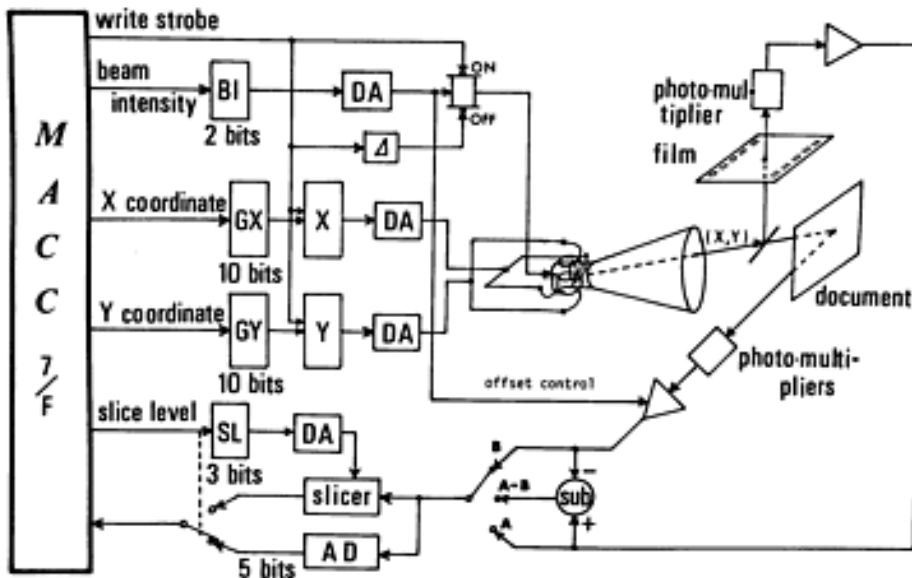 write strobe
beam
intensity
BI
2 bits
DA
ON
OFF
Δ
photo-mul
tiplier
film
M
A
C
C
7/F
X coordinate
GX
10 bits
X
DA
(X,Y)
document
Y coordinate
GY
10 bits
Y
DA
photo-multi-
pliers
offset control
slice level
SL
3 bits
DA
slicer
AD
5 bits
B
A-B
A
-
sub
+